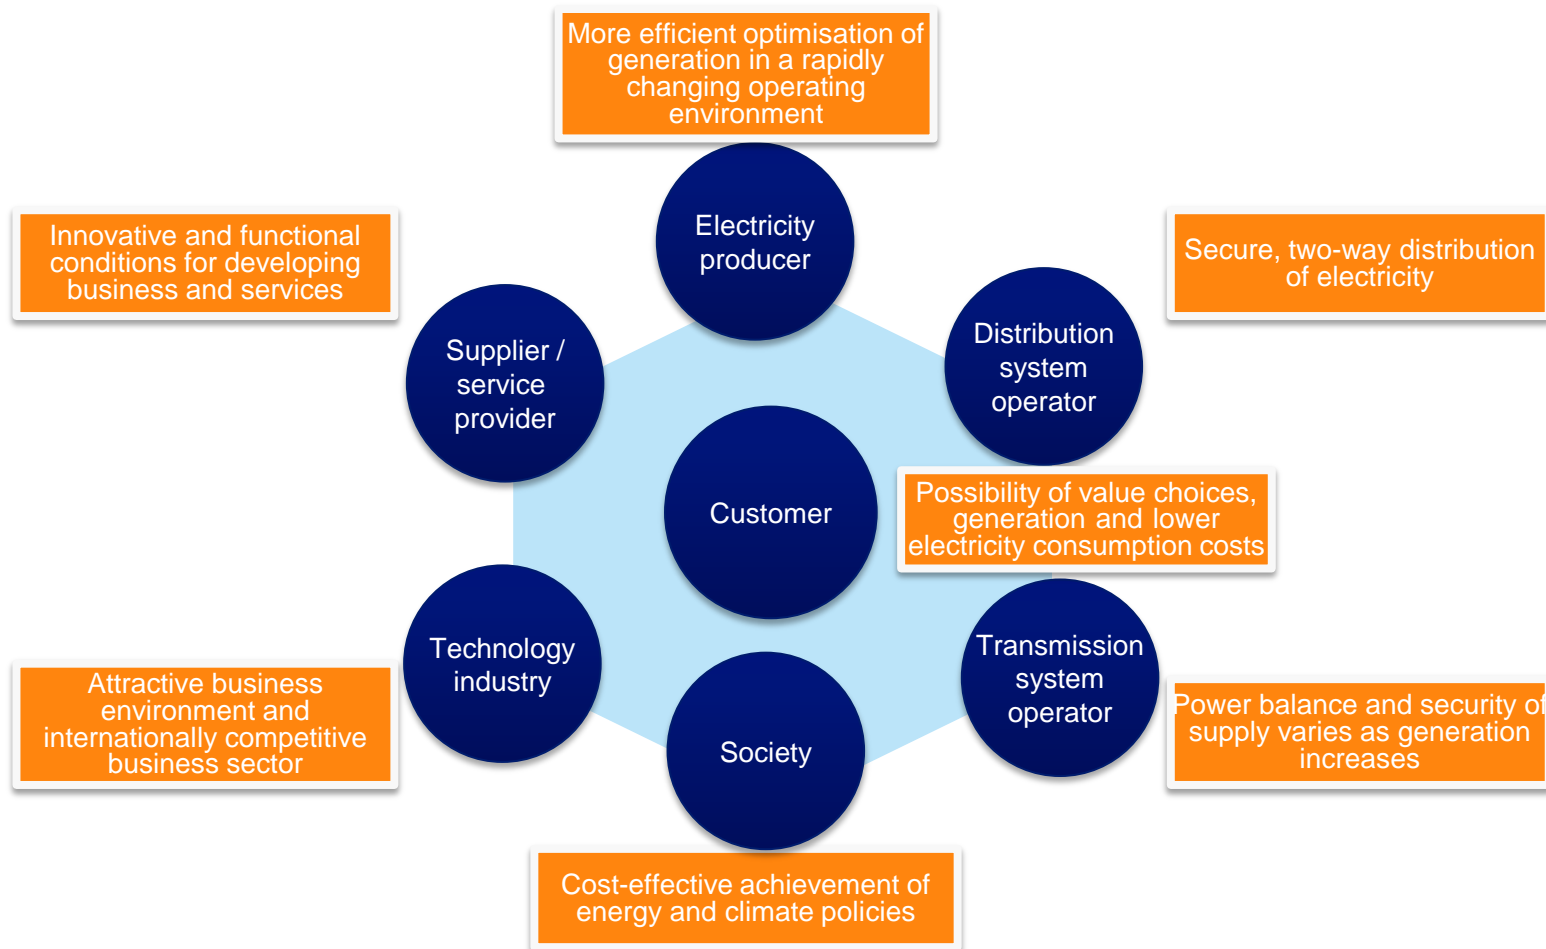 More efficient optimisation of
generation in a rapidly
changing operating
environment
Electricity
producer
Innovative and functional
conditions for developing
business and services
Secure, two-way distribution
of electricity
Supplier /
service
provider
Distribution
system
operator
Customer
Possibility of value choices,
generation and lower
electricity consumption costs
Technology
industry
Transmission
system
operator
Attractive business
environment and
internationally competitive
business sector
Society
Power balance and security of
supply varies as generation
increases
Cost-effective achievement of
energy and climate policies